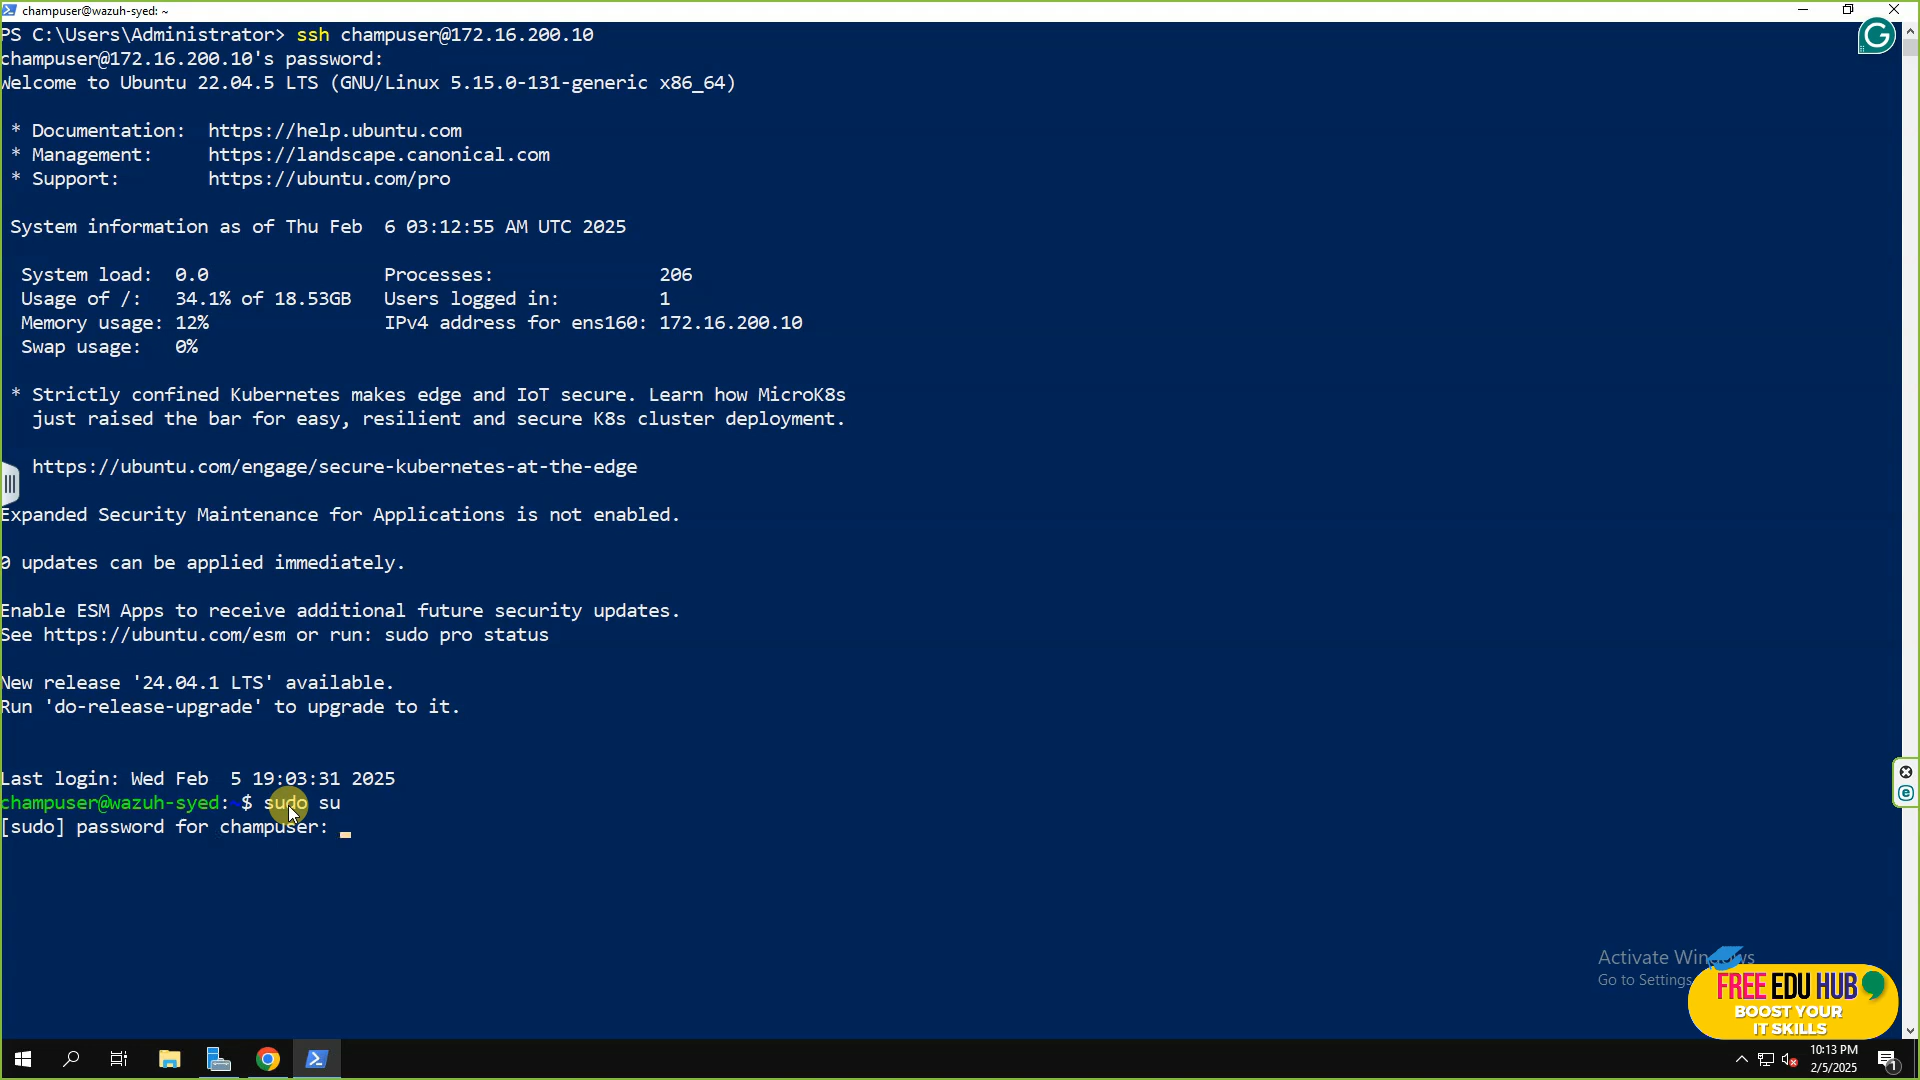 champuser@wazuh-syed: ~
PS C:\Users\Administrator> ssh champuser@172.16.200.10
champuser@172.16.200.10's password:
Welcome to Ubuntu 22.04.5 LTS (GNU/Linux 5.15.0-131-generic x86_64)
* Documentation: https://help.ubuntu.com
* Management: https://landscape.canonical.com
* Support: https://ubuntu.com/pro
System information as of Thu Feb 6 03:12:55 AM UTC 2025
System load: 0.0 Processes: 206
Usage of /: 34.1% of 18.53GB Users logged in: 1
Memory usage: 12% IPv4 address for ens160: 172.16.200.10
Swap usage: 0%
* Strictly confined Kubernetes makes edge and IoT secure. Learn how MicroK8s
just raised the bar for easy, resilient and secure K8s cluster deployment.
https://ubuntu.com/engage/secure-kubernetes-at-the-edge
Expanded Security Maintenance for Applications is not enabled.
0 updates can be applied immediately.
Enable ESM Apps to receive additional future security updates.
See https://ubuntu.com/esm or run: sudo pro status
New release '24.04.1 LTS' available.
Run 'do-release-upgrade' to upgrade to it.
Last login: Wed Feb 5 19:03:31 2025
champuser@wazuh-syed:~$ sudo su
[sudo] password for champuser:
Activate Windows
Go to Settings
FREE EDU HUB
BOOST YOUR
IT SKILLS
10:13 PM
2/5/2025
1